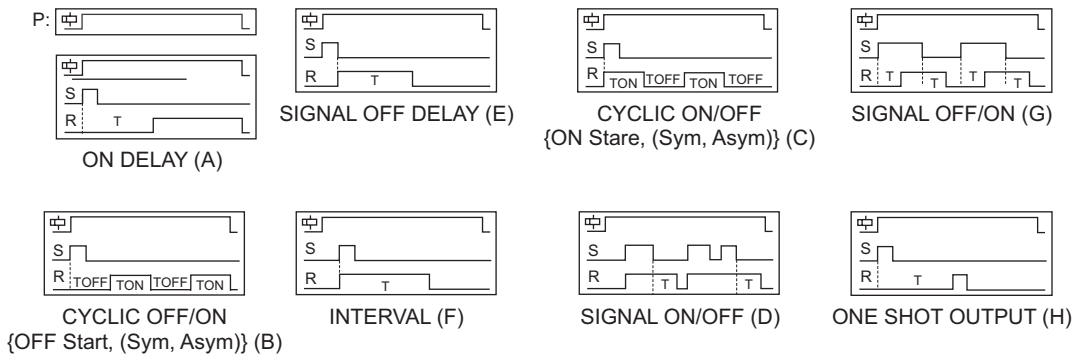 P:
S
R T
ON DELAY (A)
S
R T
SIGNAL OFF DELAY (E)
S
R TON TOFF TON TOFF
CYCLIC ON/OFF
{ON Stare, (Sym, Asym)} (C)
S
R T T T T
SIGNAL OFF/ON (G)
S
R TOFF TON TOFF TON
CYCLIC OFF/ON
{OFF Start, (Sym, Asym)} (B)
S
R T
INTERVAL (F)
S
R T T
SIGNAL ON/OFF (D)
S
R T
ONE SHOT OUTPUT (H)